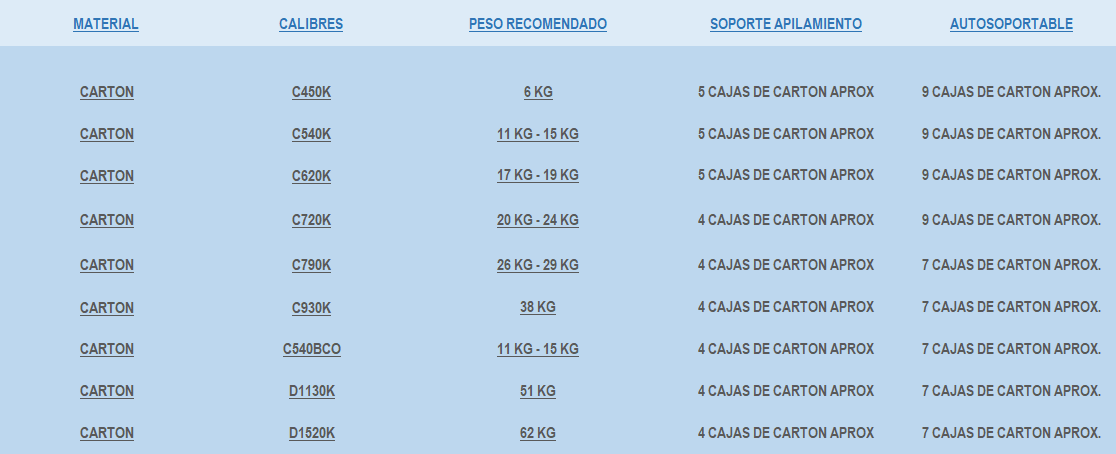 MATERIAL CALIBRES PESO RECOMENDADO SOPORTE APILAMIENTO AUTOSOPORTABLE
CARTON C450K 6 KG 5 CAJAS DE CARTON APROX 9 CAJAS DE CARTON APROX.
CARTON C540K 11 KG - 15 KG 5 CAJAS DE CARTON APROX 9 CAJAS DE CARTON APROX.
CARTON C620K 17 KG - 19 KG 5 CAJAS DE CARTON APROX 9 CAJAS DE CARTON APROX.
CARTON C720K 20 KG - 24 KG 4 CAJAS DE CARTON APROX 9 CAJAS DE CARTON APROX.
CARTON C790K 26 KG - 29 KG 4 CAJAS DE CARTON APROX 7 CAJAS DE CARTON APROX.
CARTON C930K 38 KG 4 CAJAS DE CARTON APROX 7 CAJAS DE CARTON APROX.
CARTON C540BCO 11 KG - 15 KG 4 CAJAS DE CARTON APROX 7 CAJAS DE CARTON APROX.
CARTON D1130K 51 KG 4 CAJAS DE CARTON APROX 7 CAJAS DE CARTON APROX.
CARTON D1520K 62 KG 4 CAJAS DE CARTON APROX 7 CAJAS DE CARTON APROX.